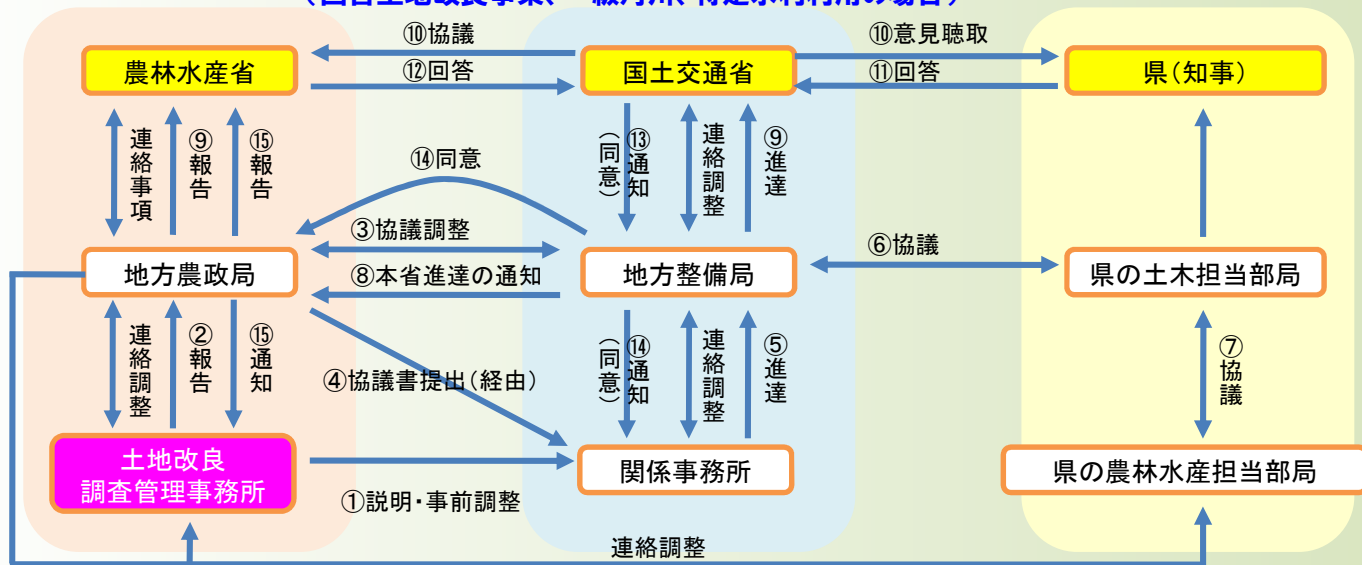 ⑩協議
⑩意見聴取
農林水産省
国土交通省
県(知事)
⑫回答
⑪回答
連絡事項
⑨報告
⑮報告
⑬通知
(同意)
連絡調整
⑨進達
⑭同意
③協議調整
⑥協議
地方農政局
地方整備局
県の土木担当部局
⑧本省進達の通知
連絡調整
②報告
⑮通知
④協議書提出(経由)
⑭通知
(同意)
連絡調整
⑤進達
⑦協議
土地改良
調査管理事務所
関係事務所
県の農林水産担当部局
①説明・事前調整
連絡調整